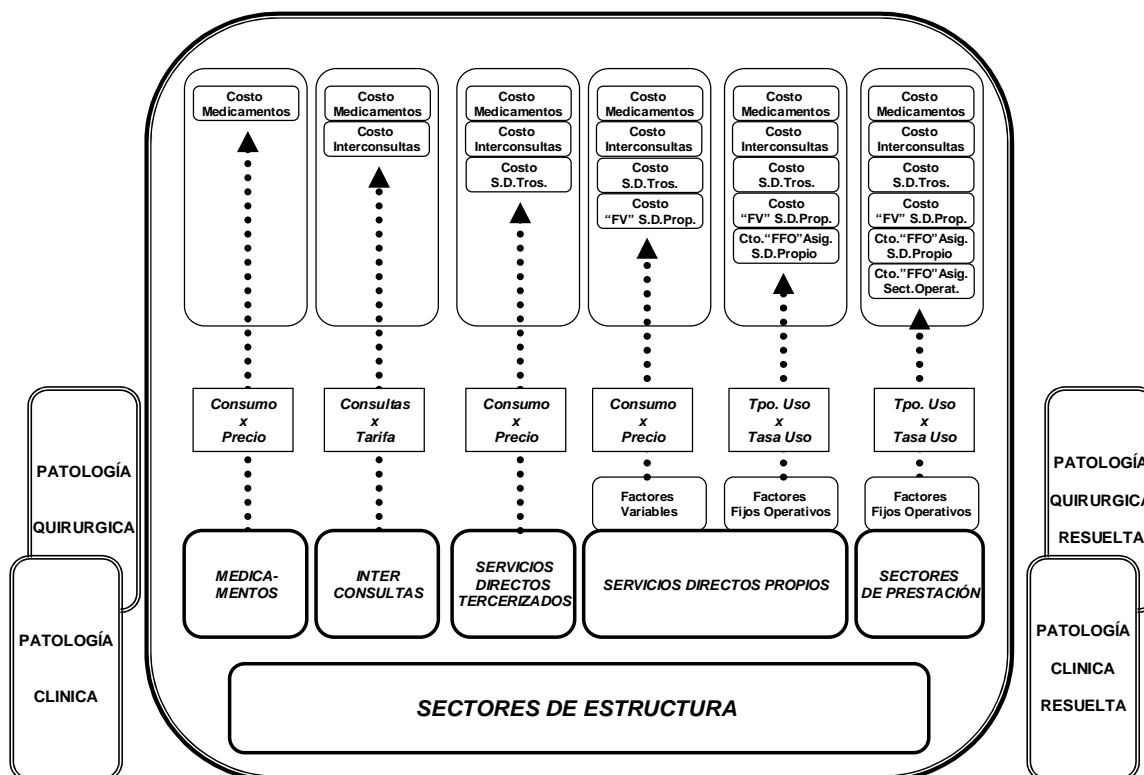 Costo
Medicamentos
Costo
Medicamentos
Costo
Interconsultas
Costo
Medicamentos
Costo
Interconsultas
Costo
S.D.Tros.
Costo
Medicamentos
Costo
Interconsultas
Costo
S.D.Tros.
Costo
“FV” S.D.Prop.
Costo
Medicamentos
Costo
Interconsultas
Costo
S.D.Tros.
Costo
“FV” S.D.Prop.
Cto.“FFO”Asig.
S.D.Propio
Costo
Medicamentos
Costo
Interconsultas
Costo
S.D.Tros.
Costo
“FV” S.D.Prop.
Cto.“FFO”Asig.
S.D.Propio
Cto.”FFO”Asig.
Sect.Operat.
Consumo
x
Precio
Consultas
x
Tarifa
Consumo
x
Precio
Consumo
x
Precio
Tpo. Uso
x
Tasa Uso
Tpo. Uso
x
Tasa Uso
Factores
Variables
Factores
Fijos Operativos
Factores
Fijos Operativos
MEDICA-
MENTOS
INTER
CONSULTAS
SERVICIOS
DIRECTOS
TERCERIZADOS
SERVICIOS DIRECTOS PROPIOS
SECTORES
DE PRESTACIÓN
SECTORES DE ESTRUCTURA
PATOLOGÍA
QUIRURGICA
PATOLOGÍA
CLINICA
PATOLOGÍA
QUIRURGICA
RESUELTA
PATOLOGÍA
CLINICA
RESUELTA